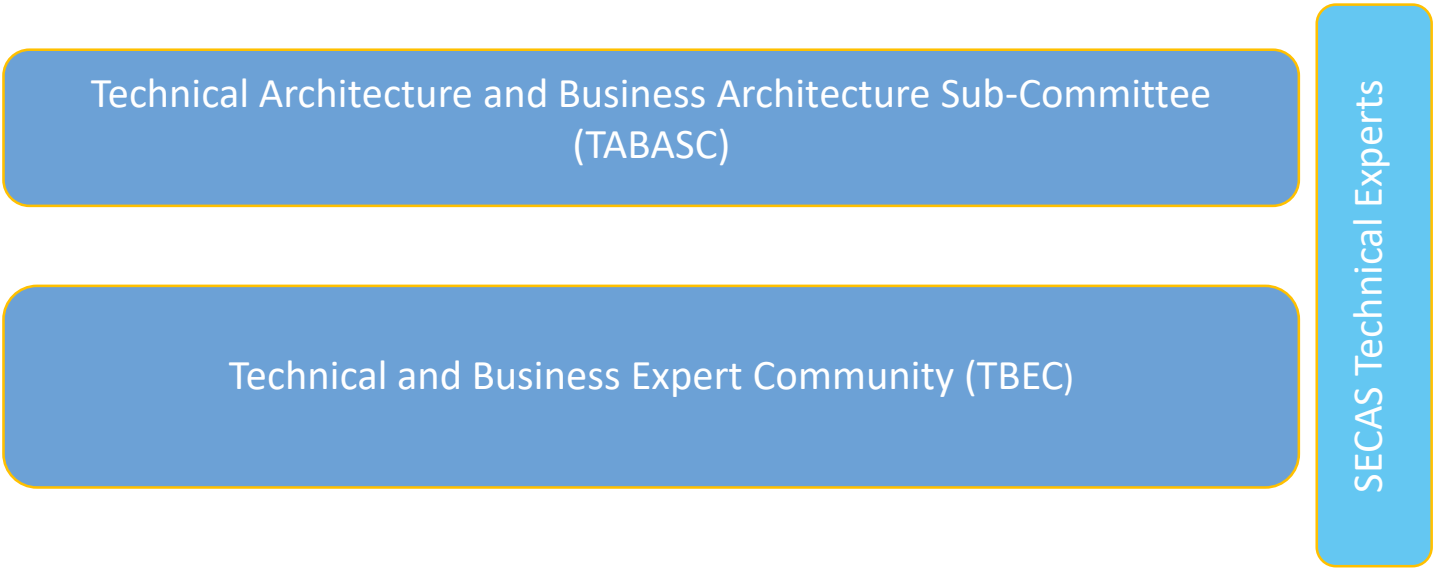 Technical Architecture and Business Architecture Sub-Committee
(TABASC)
Technical and Business Expert Community (TBEC)
SECAS Technical Experts